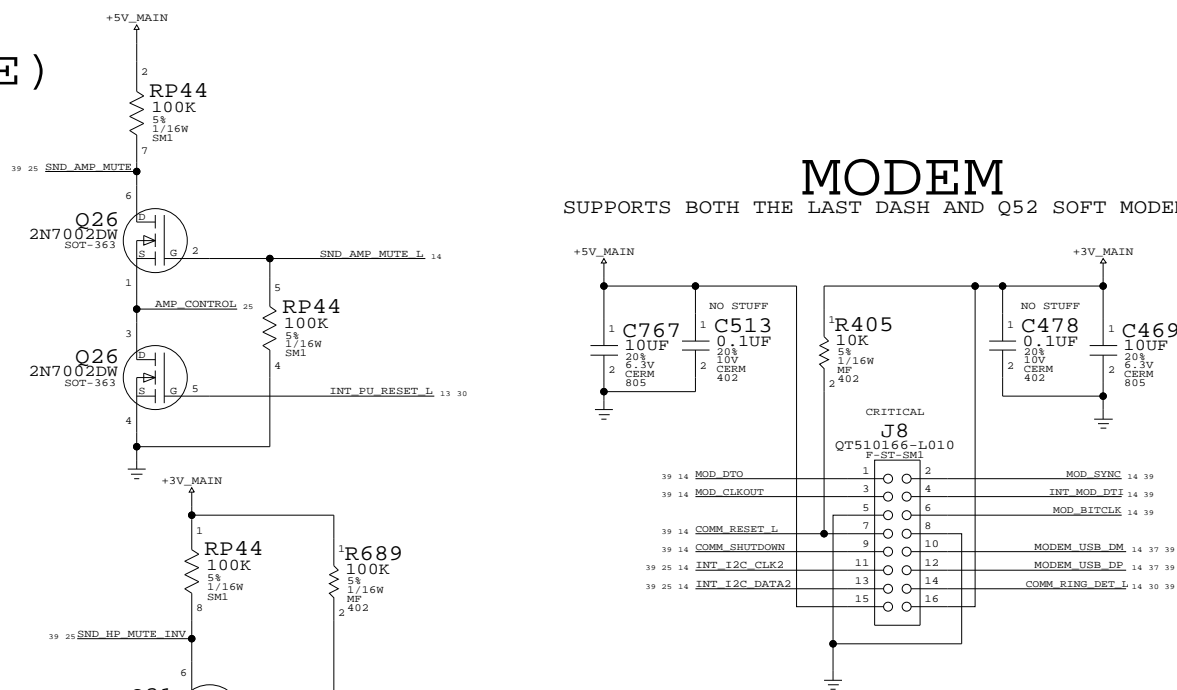 E)
+5V_MAIN
2
RP44
100K
5%
1/16W
SM1
7
39 25 SND_AMP_MUTE
6
Q26
2N7002DW
SOT-363
D
S
G
2
SND_AMP_MUTE_L 14
1
5
AMP_CONTROL 25
RP44
100K
5%
1/16W
SM1
4
3
Q26
2N7002DW
SOT-363
D
S
G
5
INT_PU_RESET_L 13 30
4
+3V_MAIN
1
RP44
100K
5%
1/16W
SM1
8
1
R689
100K
5%
1/16W
MF
402
2
39 25 SND_HP_MUTE_INV
6
MODEM
SUPPORTS BOTH THE LAST DASH AND Q52 SOFT
+5V_MAIN
1
C767
10UF
20%
6.3V
CERM
805
2
NO STUFF
1
C513
0.1UF
20%
10V
CERM
402
2
1
R405
10K
5%
1/16W
MF
402
2
+3V_MAIN
NO STUFF
1
C478
0.1UF
20%
10V
CERM
402
2
1
C469
10UF
20%
6.3V
CERM
805
2
CRITICAL
J8
QT510166-L010
F-ST-SM1
39 14 MOD_DTO 1 2 MOD_SYNC 14 39
39 14 MOD_CLKOUT 3 4 INT_MOD_DTI 14 39
5 6 MOD_BITCLK 14 39
39 14 COMM_RESET_L 7 8
39 14 COMM_SHUTDOWN 9 10 MODEM_USB_DM 14 37 39
39 25 14 INT_I2C_CLK2 11 12 MODEM_USB_DP 14 37 39
39 25 14 INT_I2C_DATA2 13 14 COMM_RING_DET_L 14 30 39
15 16